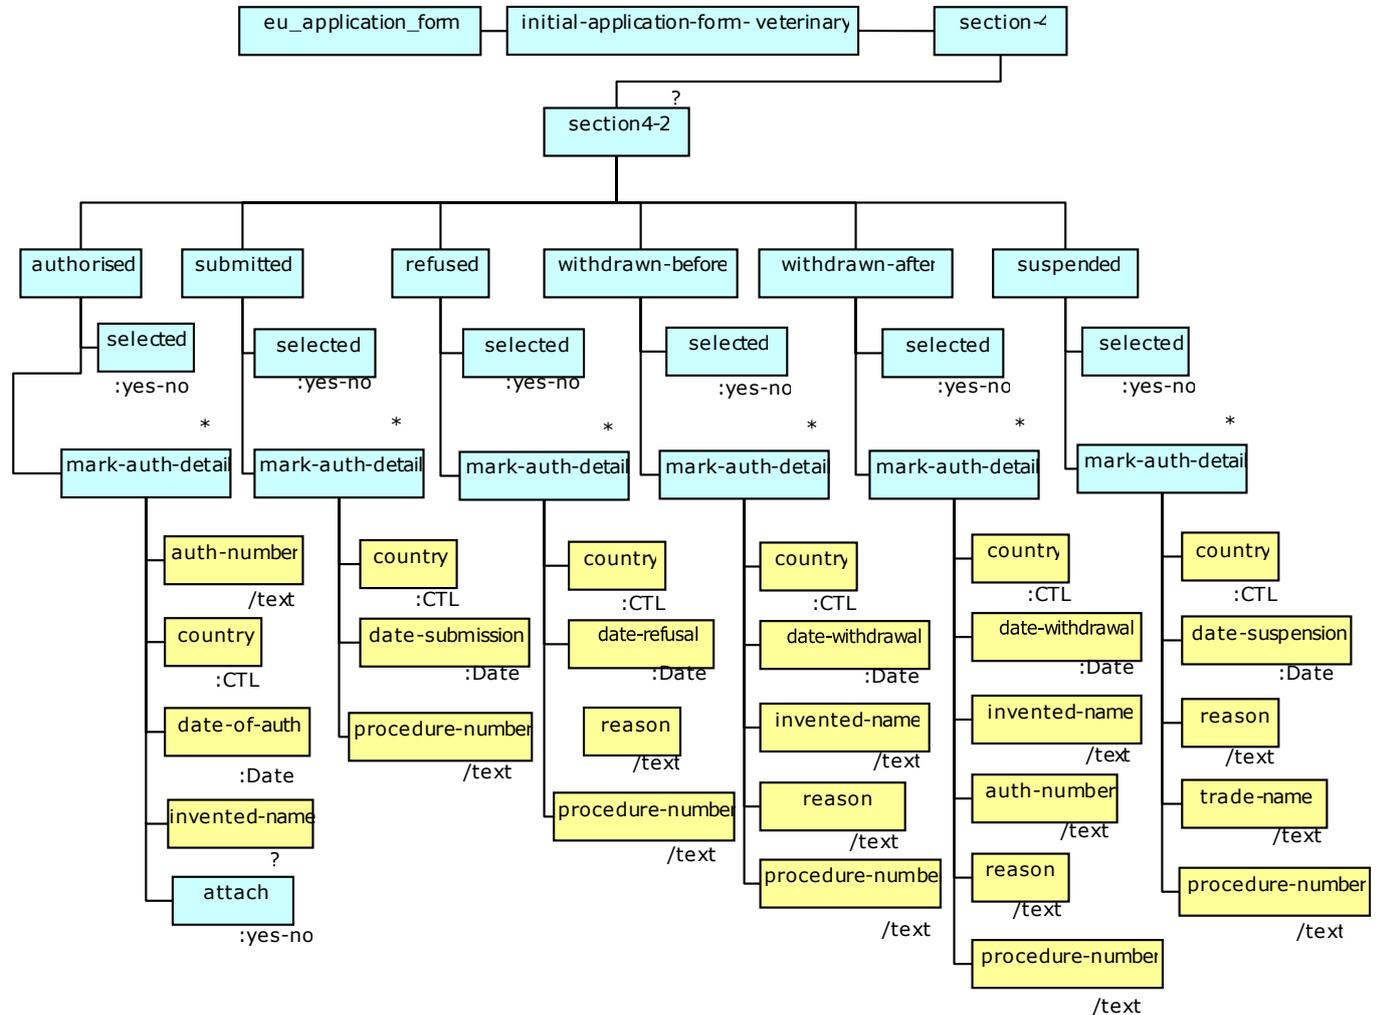 eu_application_form
initial-application-form- veterinary
section-4
?
section4-2
authorised
submitted
refused
withdrawn-before
withdrawn-after
suspended
selected
:yes-no
selected
:yes-no
selected
:yes-no
selected
:yes-no
selected
:yes-no
selected
:yes-no
*
mark-auth-detail
*
mark-auth-detail
*
mark-auth-detail
*
mark-auth-detail
*
mark-auth-detail
*
mark-auth-detail
auth-number
/text
country
:CTL
date-of-auth
:Date
invented-name
?
attach
:yes-no
country
:CTL
date-submission
:Date
procedure-number
/text
country
:CTL
date-refusal
:Date
reason
/text
procedure-number
/text
country
:CTL
date-withdrawal
:Date
invented-name
/text
reason
/text
procedure-numbe
/text
country
:CTL
date-withdrawal
:Date
invented-name
/text
auth-number
/text
reason
/text
procedure-number
/text
country
:CTL
date-suspension
:Date
reason
/text
trade-name
/text
procedure-number
/text